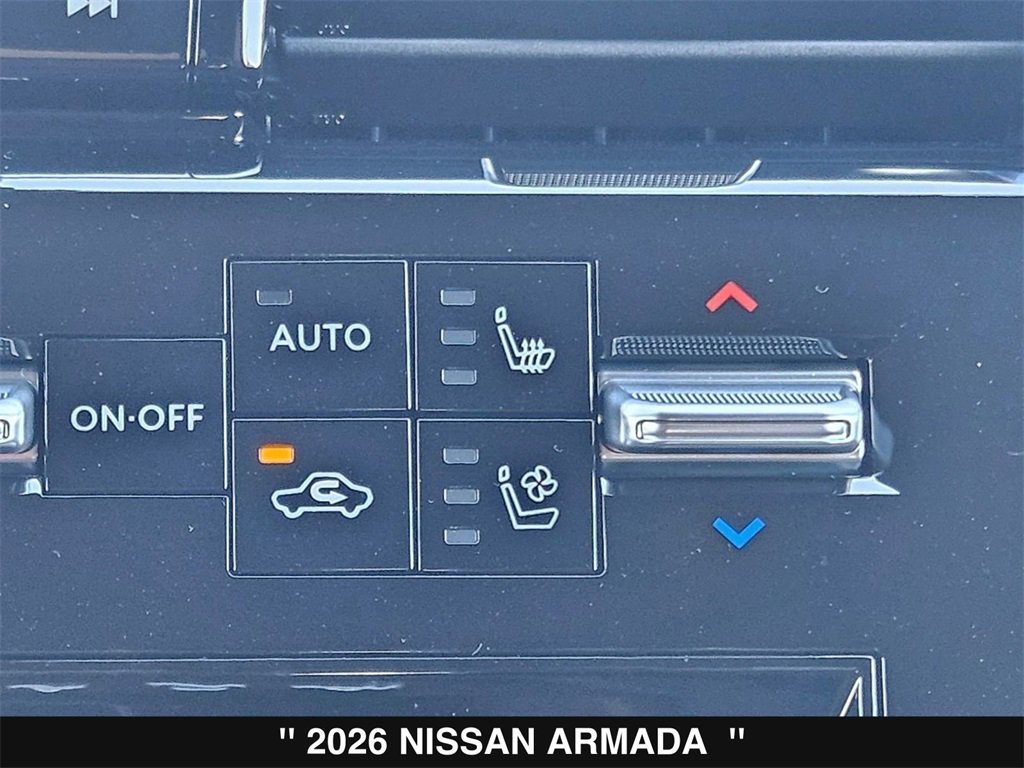 AUTO
ON·OFF
" 2026 NISSAN ARMADA "